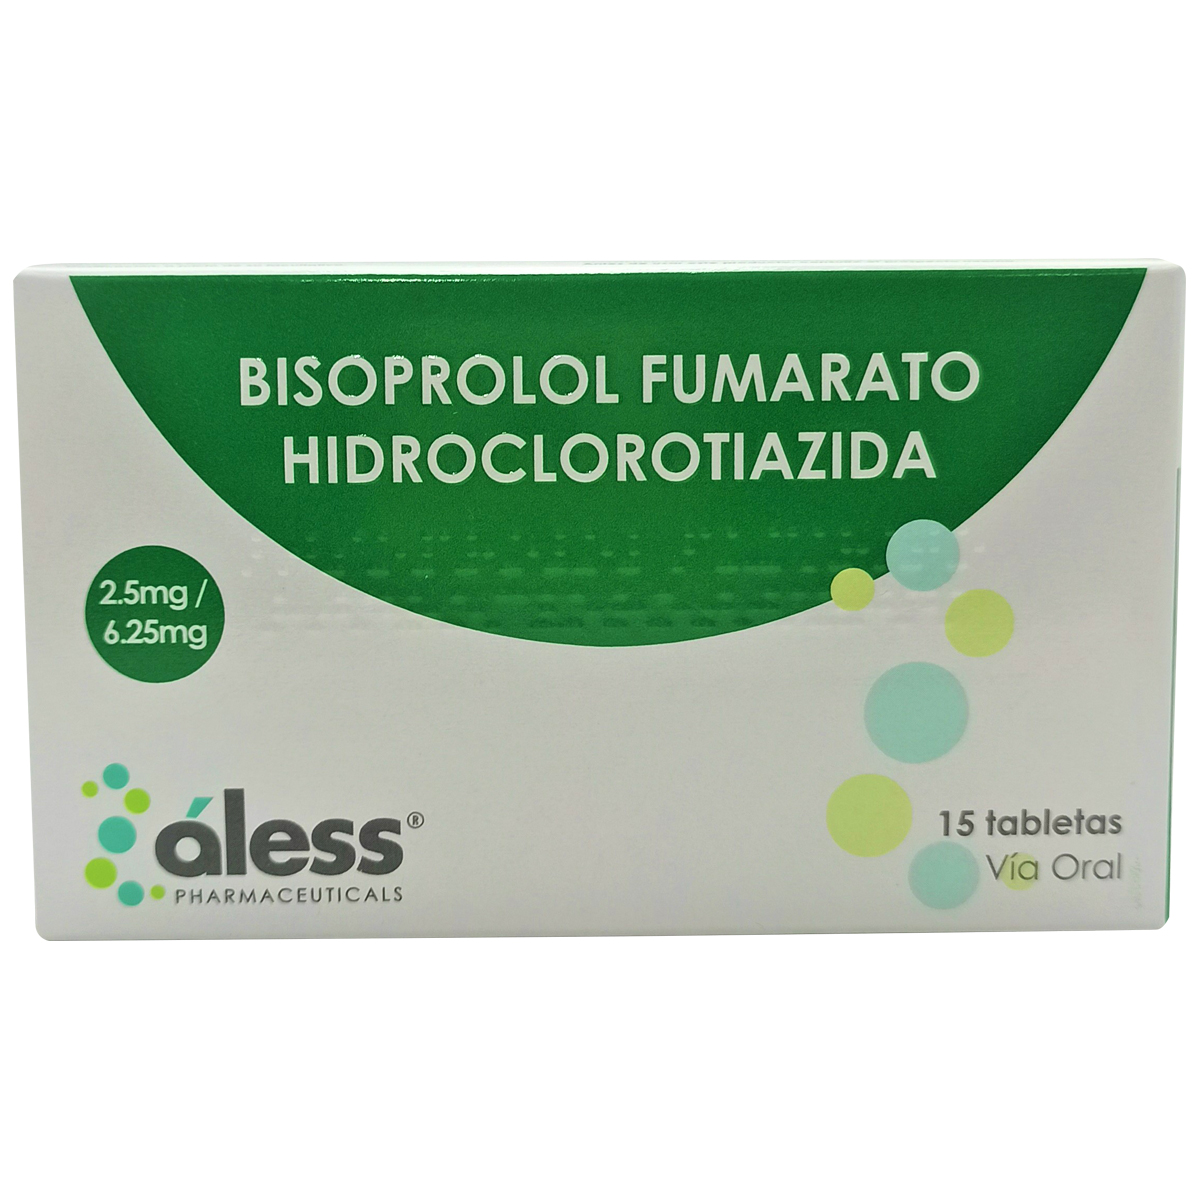 BISOPROLOL FUMARATO
HIDROCLOROTIAZIDA
2.5mg /
6.25mg
áless®
PHARMACEUTICALS
15 tabletas
Vía Oral